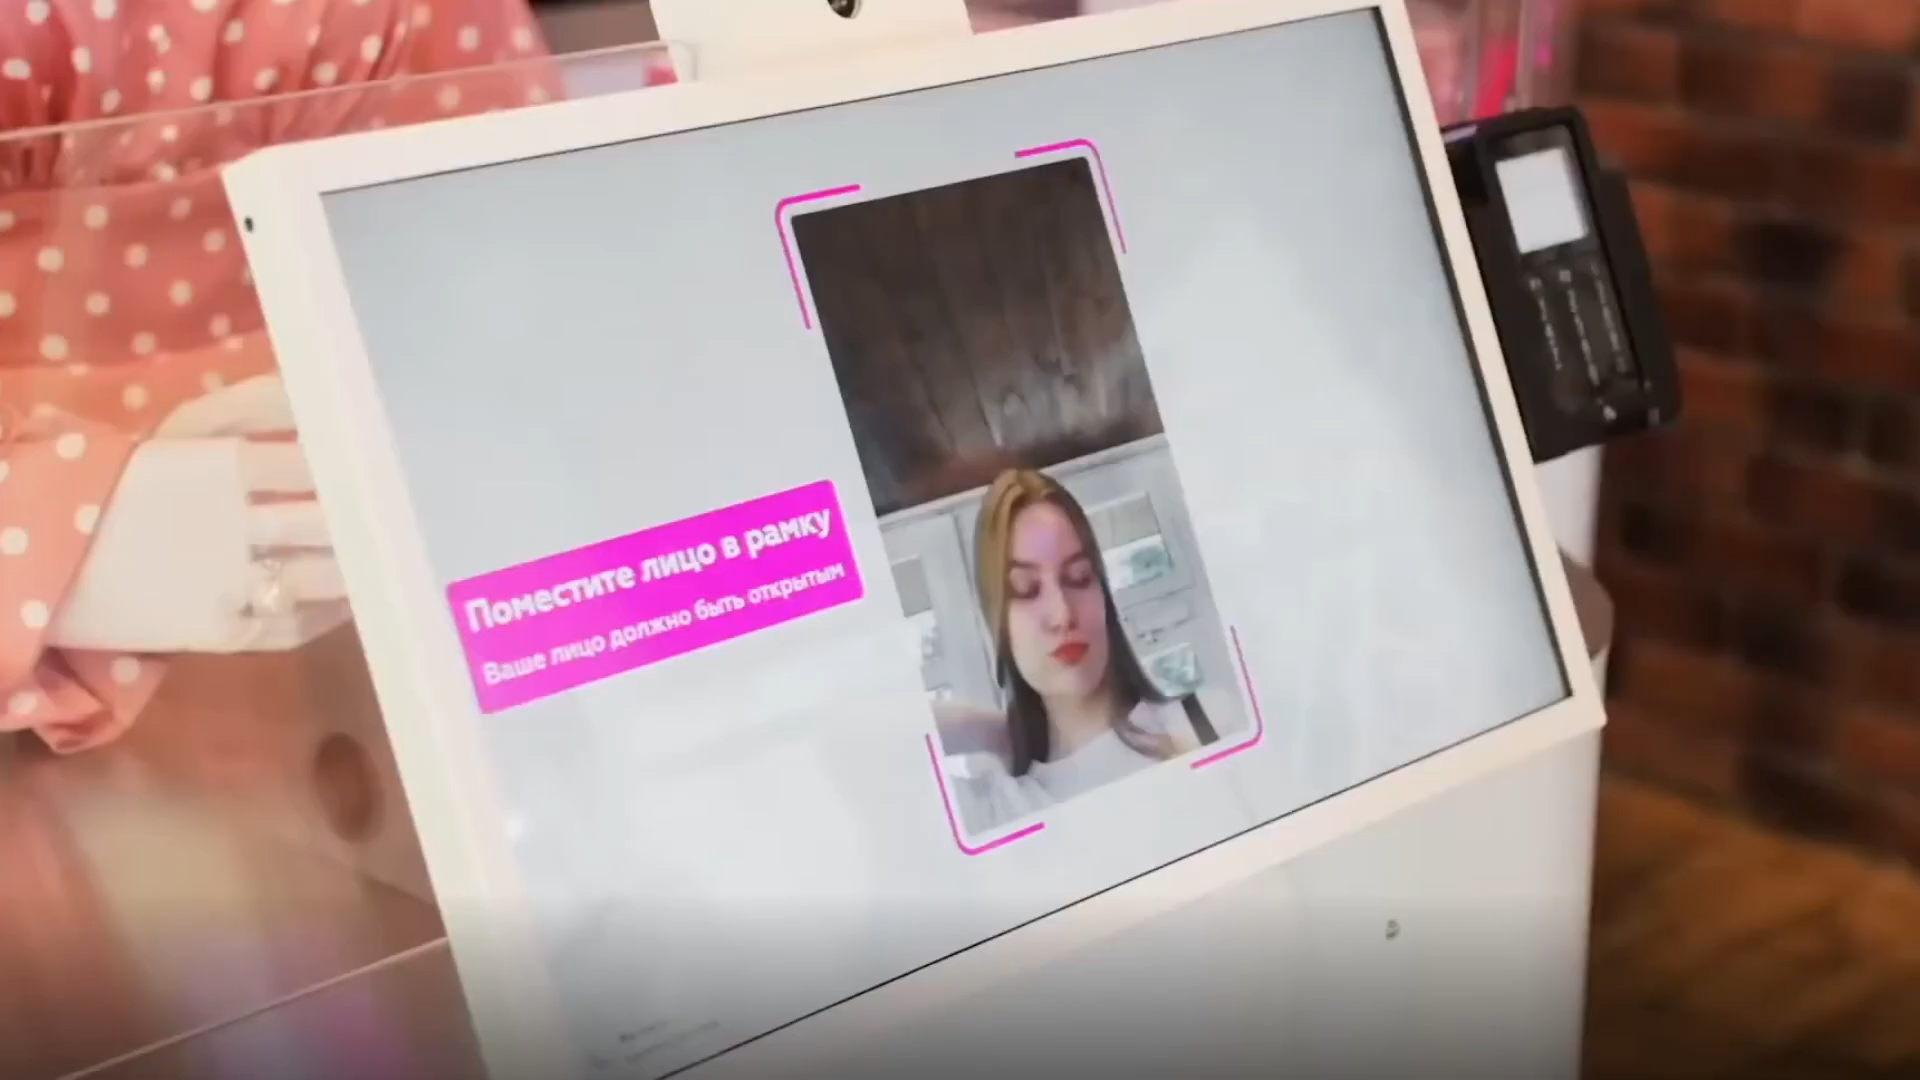 Поместите лицо в рамку
Ваше лицо должно быть открытым